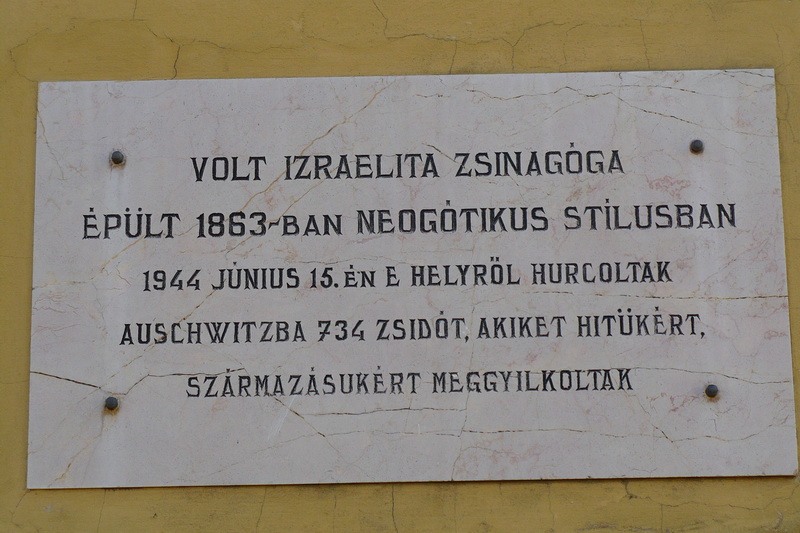 VOLT IZRAELITA ZSINAGÓGA
ÉPÜLT 1863-BAN NEOGÓTIKUS STÍLUSBAN
1944 JÚNIUS 15.ÉN E HELYRŐL HURCOLTAK
AUSCHWITZBA 734 ZSIDÓT, AKIKET HITÜKÉRT,
SZÁRMAZÁSUKÉRT MEGGYILKOLTAK